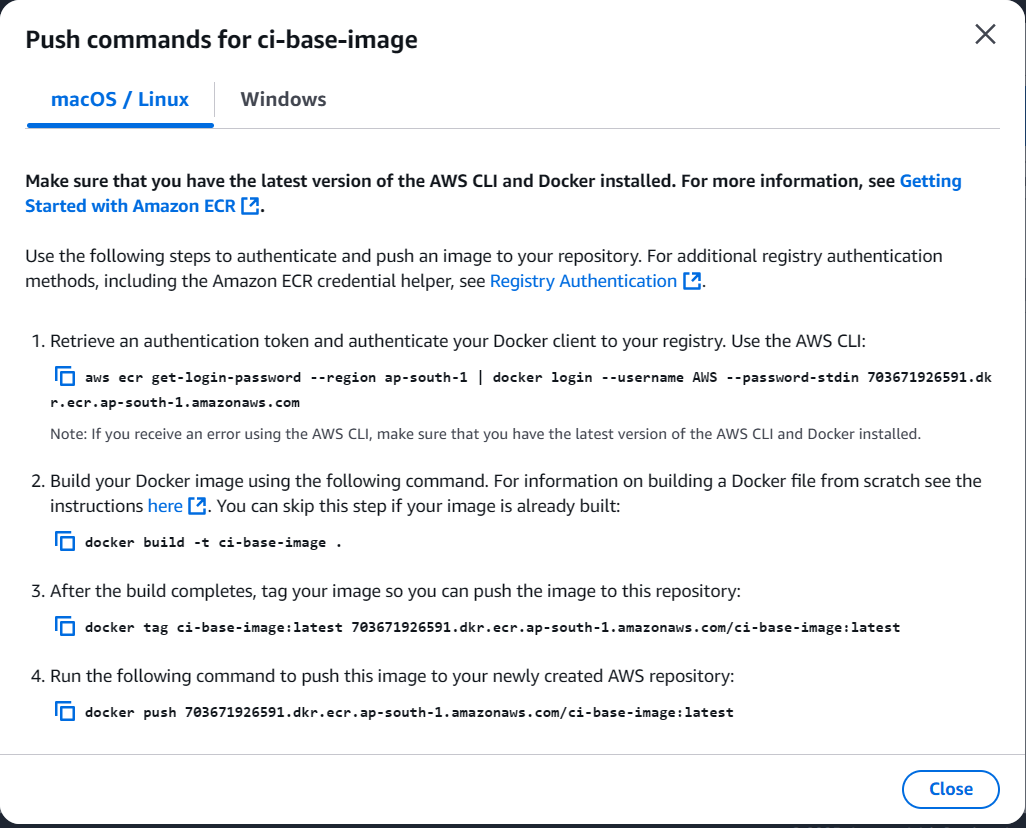 Push commands for ci-base-image
macOS / Linux
Windows
Make sure that you have the latest version of the AWS CLI and Docker installed. For more information, see Getting
Started with Amazon ECR.
Use the following steps to authenticate and push an image to your repository. For additional registry authentication
methods, including the Amazon ECR credential helper, see Registry Authentication.
1. Retrieve an authentication token and authenticate your Docker client to your registry. Use the AWS CLI:
aws ecr get-login-password --region ap-south-1 | docker login --username AWS --password-stdin 703671926591.dk
r.ecr.ap-south-1.amazonaws.com
Note: If you receive an error using the AWS CLI, make sure that you have the latest version of the AWS CLI and Docker installed.
2. Build your Docker image using the following command. For information on building a Docker file from scratch see the
instructions here. You can skip this step if your image is already built:
docker build -t ci-base-image .
3. After the build completes, tag your image so you can push the image to this repository:
docker tag ci-base-image:latest 703671926591.dkr.ecr.ap-south-1.amazonaws.com/ci-base-image:latest
4. Run the following command to push this image to your newly created AWS repository:
docker push 703671926591.dkr.ecr.ap-south-1.amazonaws.com/ci-base-image:latest
Close